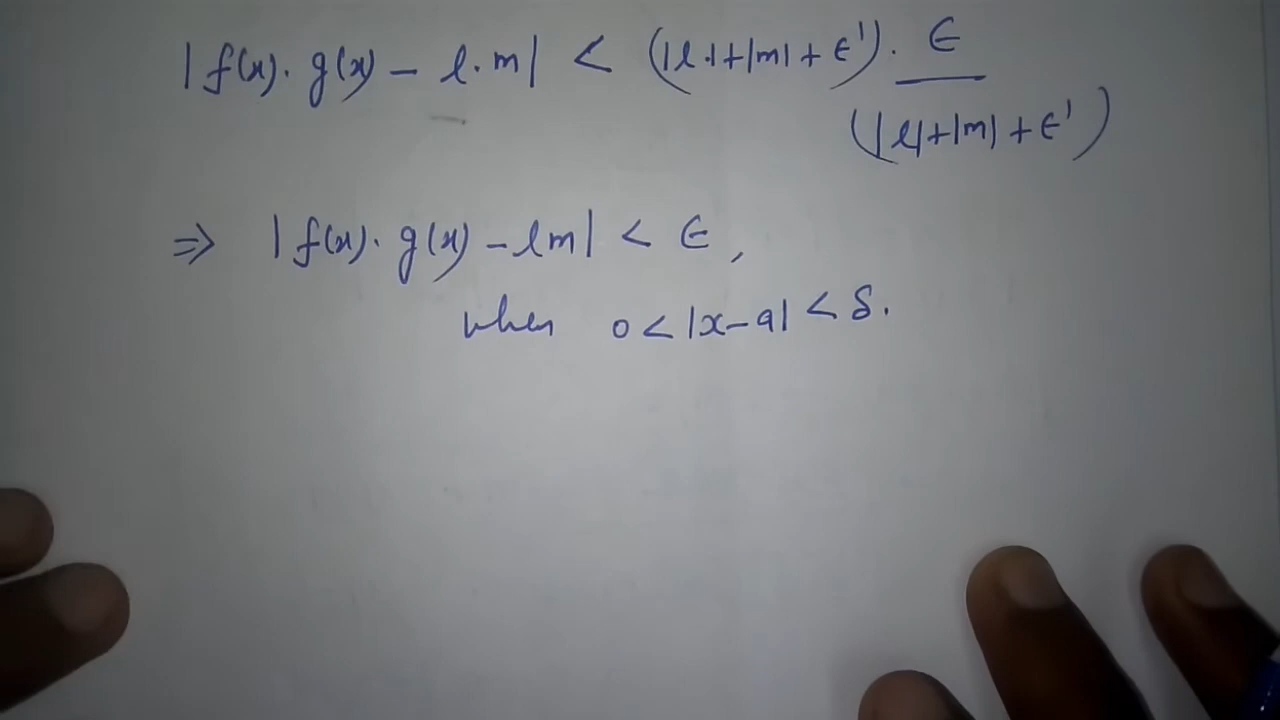 |f(x). g(x) – l.m| < (|l.|+|m|+ϵ'). ϵ
(|l|+|m|+ϵ')
⇒ |f(x). g(x) – lm| < ϵ,
when 0<|x–a|<δ.